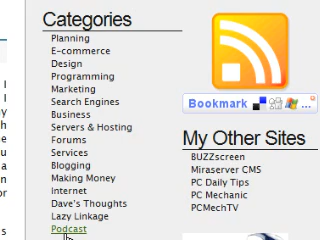 Categories
Planning
E-commerce
Design
Programming
Marketing
Search Engines
Business
Servers & Hosting
Forums
Services
Blogging
Making Money
Internet
Dave's Thoughts
Lazy Linkage
Podcast
Bookmark ...
My Other Sites
BUZZscreen
Miraserver CMS
PC Daily Tips
PC Mechanic
PCMechTV